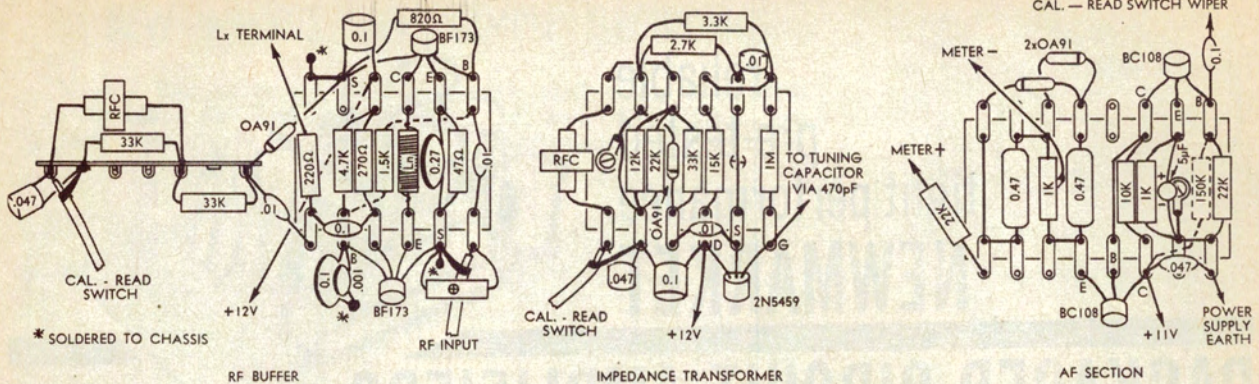 820Ω
BF173
Lx TERMINAL
*
0.1
S
C
E
B
RFC
33K
OA91
220Ω
4.7K
270Ω
1.5K
Ln
0.27
47Ω
.01
33K
.047
.01
0.1
B
E
S
*
0.1
.001
*
BF173
CAL. - READ
SWITCH
+12V
RF INPUT
* SOLDERED TO CHASSIS
RF BUFFER
3.3K
2.7K
.01
RFC
12K
22K
OA91
33K
15K
1M
TO TUNING
CAPACITOR
VIA 470pF
.01
D
S
G
.047
0.1
2N5459
CAL. - READ
SWITCH
+12V
IMPEDANCE TRANSFORMER
CAL. — READ SWITCH WIPER
METER -
2xOA91
BC108
0.1
C
E
B
METER +
22K
0.47
1K
0.47
10K
1K
5µF
+
150K
22K
E
B
C
.047
BC108
+11V
POWER
SUPPLY
EARTH
AF SECTION